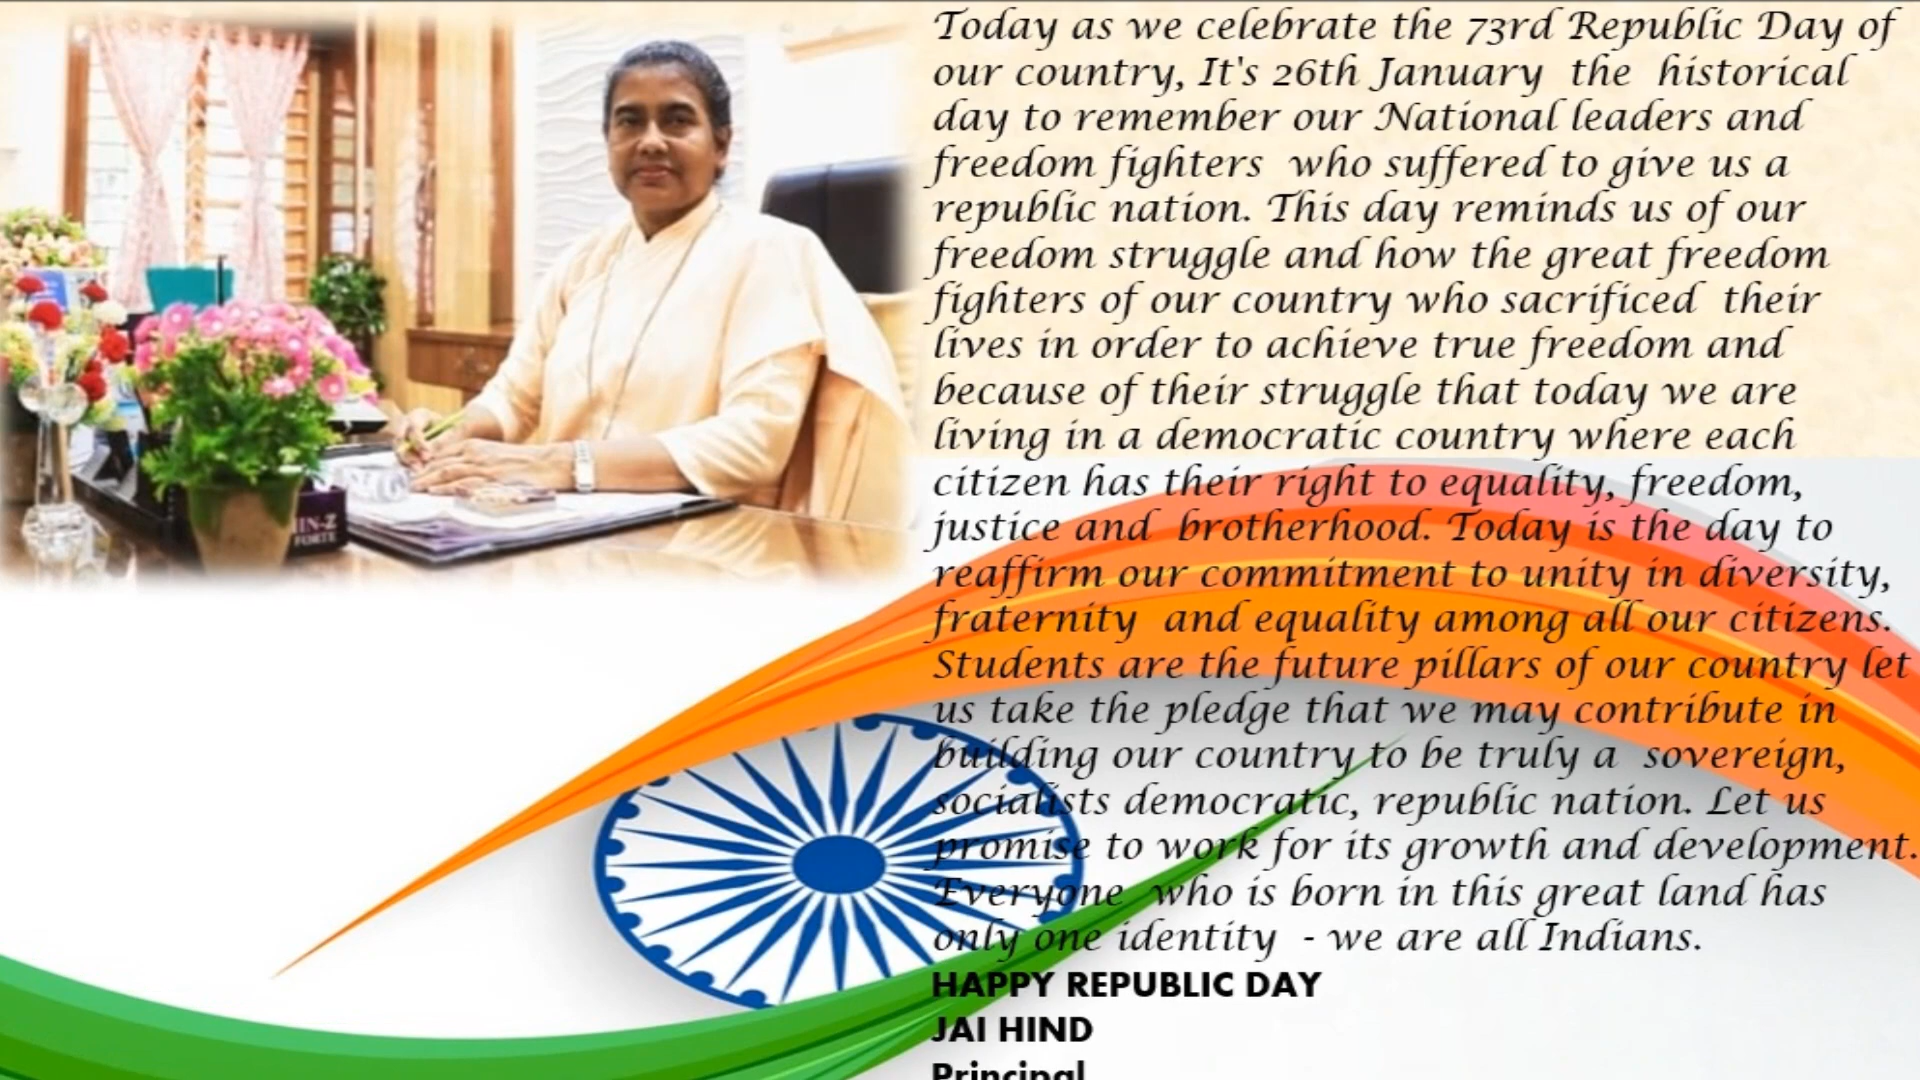 Today as we celebrate the 73rd Republic Day of
our country, It's 26th January the historical
day to remember our National leaders and
freedom fighters who suffered to give us a
republic nation. This day reminds us of our
freedom struggle and how the great freedom
fighters of our country who sacrificed their
lives in order to achieve true freedom and
because of their struggle that today we are
living in a democratic country where each
citizen has their right to equality, freedom,
justice and brotherhood. Today is the day to
reaffirm our commitment to unity in diversity,
fraternity and equality among all our citizens.
Students are the future pillars of our country let
us take the pledge that we may contribute in
building our country to be truly a sovereign,
socialists democratic, republic nation. Let us
promise to work for its growth and development.
Everyone who is born in this great land has
only one identity - we are all Indians.
HAPPY REPUBLIC DAY
JAI HIND
Principal
IN-Z
FORTE